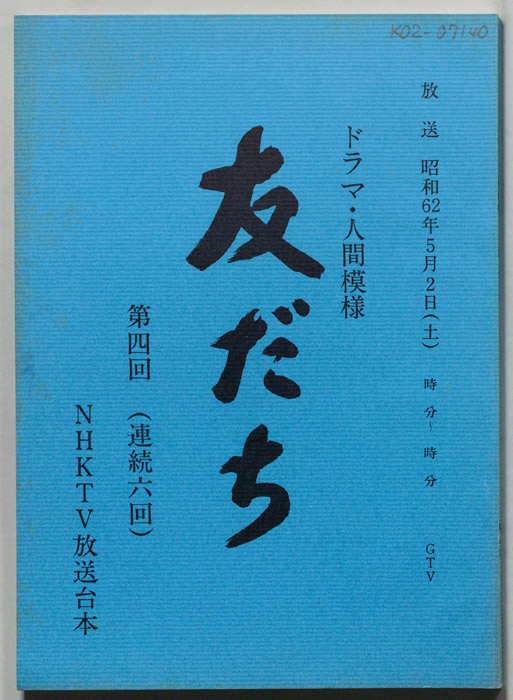 K02-07140
放送 昭和62年5月2日(土) 時 分~ 時 分 GTV
ドラマ・人間模様
友だち
第四回 (連続六回)
NHKTV放送台本